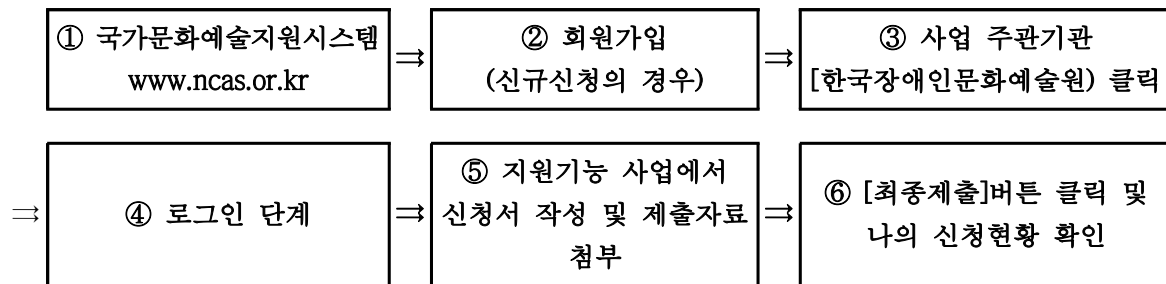 ① 국가문화예술지원시스템
www.ncas.or.kr
⇒
② 회원가입
(신규신청의 경우)
⇒
③ 사업 주관기관
[한국장애인문화예술원) 클릭
⇒
④ 로그인 단계
⇒
⑤ 지원기능 사업에서
신청서 작성 및 제출자료
첨부
⇒
⑥ [최종제출]버튼 클릭 및
나의 신청현황 확인